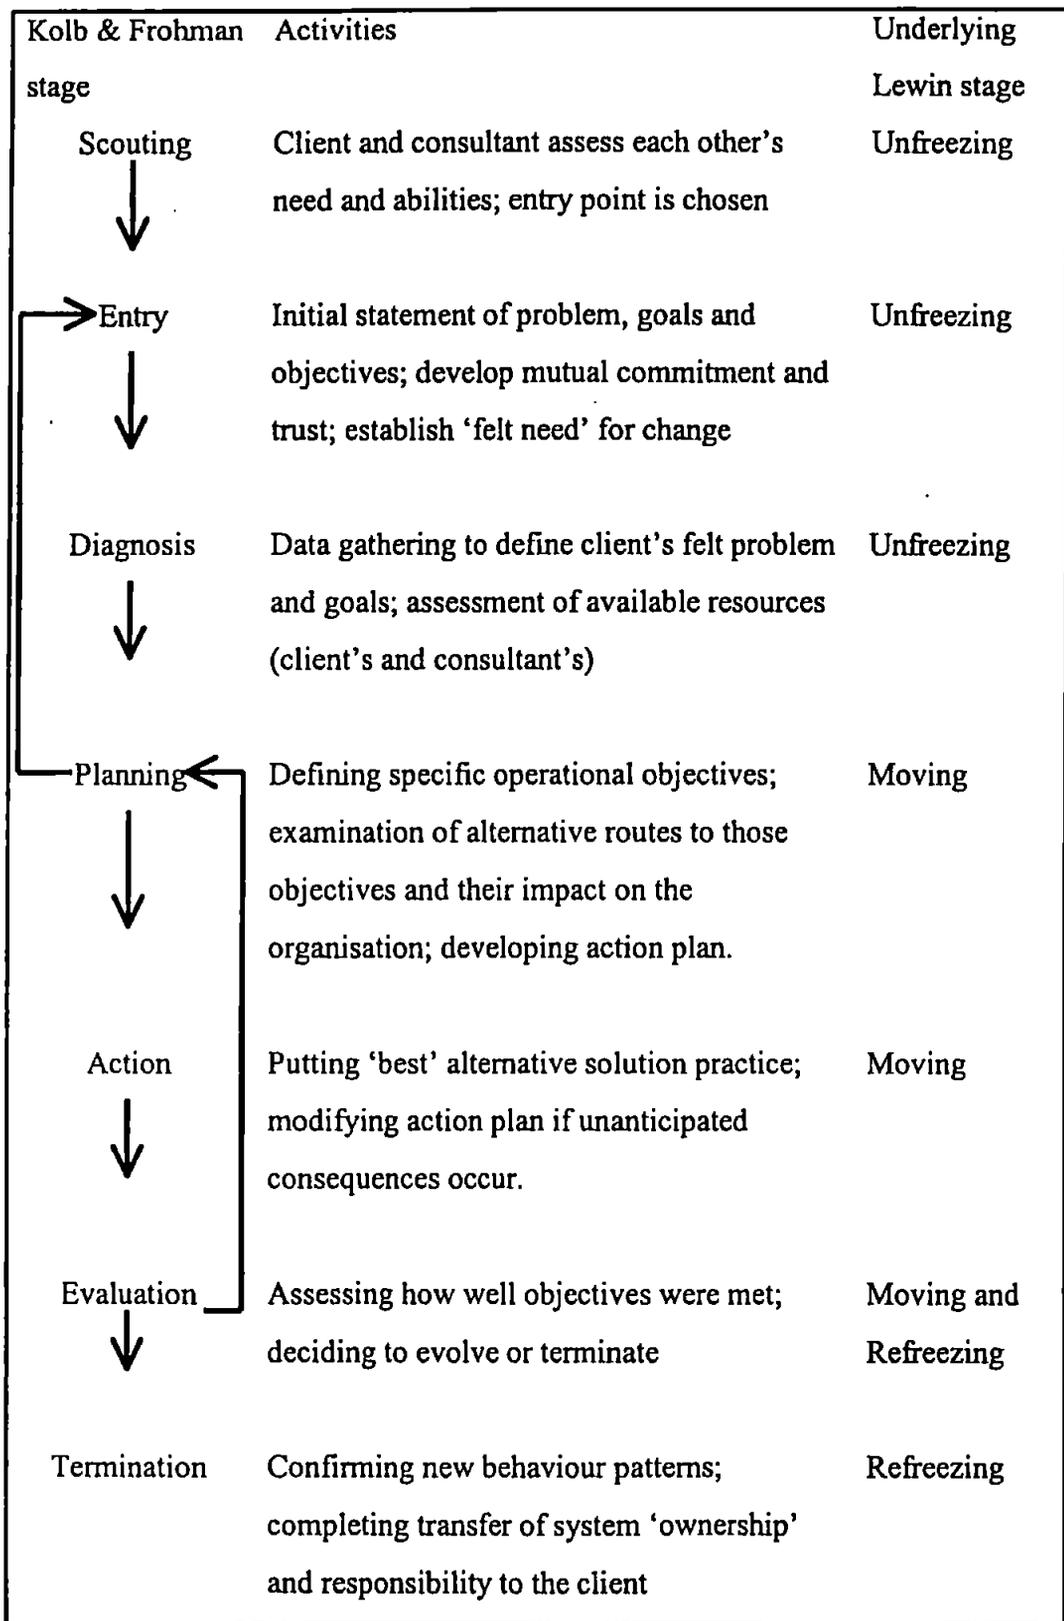 Kolb & Frohman Activities Underlying
stage Lewin stage
Scouting Client and consultant assess each other's Unfreezing
need and abilities; entry point is chosen
Entry Initial statement of problem, goals and Unfreezing
objectives; develop mutual commitment and
trust; establish 'felt need' for change
Diagnosis Data gathering to define client's felt problem Unfreezing
and goals; assessment of available resources
(client's and consultant's)
Planning Defining specific operational objectives; Moving
examination of alternative routes to those
objectives and their impact on the
organisation; developing action plan.
Action Putting 'best' alternative solution practice; Moving
modifying action plan if unanticipated
consequences occur.
Evaluation Assessing how well objectives were met; Moving and
deciding to evolve or terminate Refreezing
Termination Confirming new behaviour patterns; Refreezing
completing transfer of system 'ownership'
and responsibility to the client